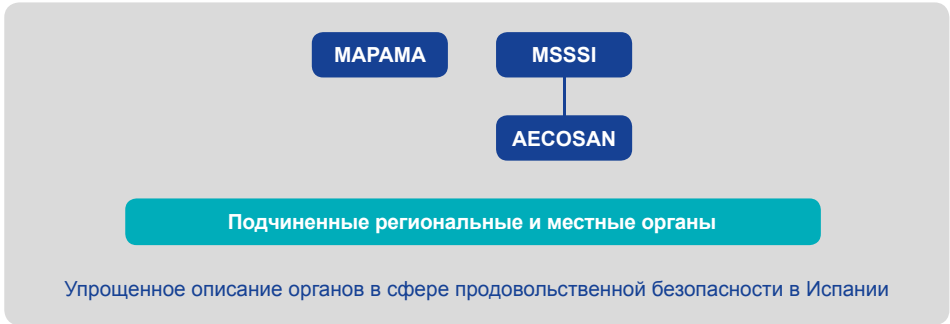 MAPAMA MSSSI
AECOSAN
Подчиненные региональные и местные органы
Упрощенное описание органов в сфере продовольственной безопасности в Испании